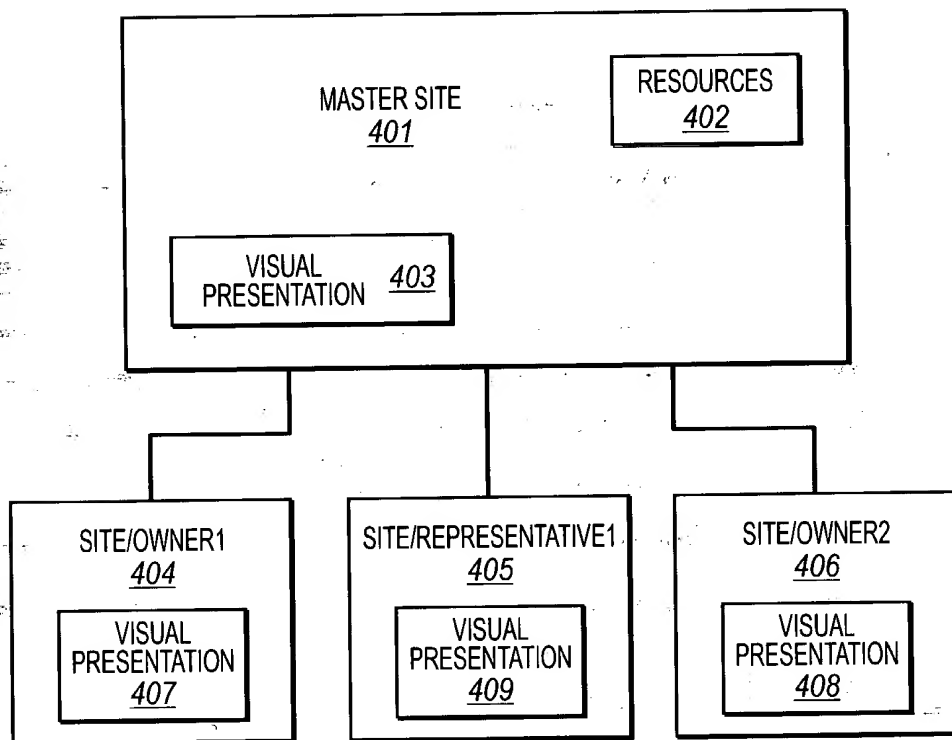 MASTER SITE
401
RESOURCES
402
VISUAL
PRESENTATION 403
SITE/OWNER1
404
VISUAL
PRESENTATION
407
SITE/REPRESENTATIVE1
405
VISUAL
PRESENTATION
409
SITE/OWNER2
406
VISUAL
PRESENTATION
408